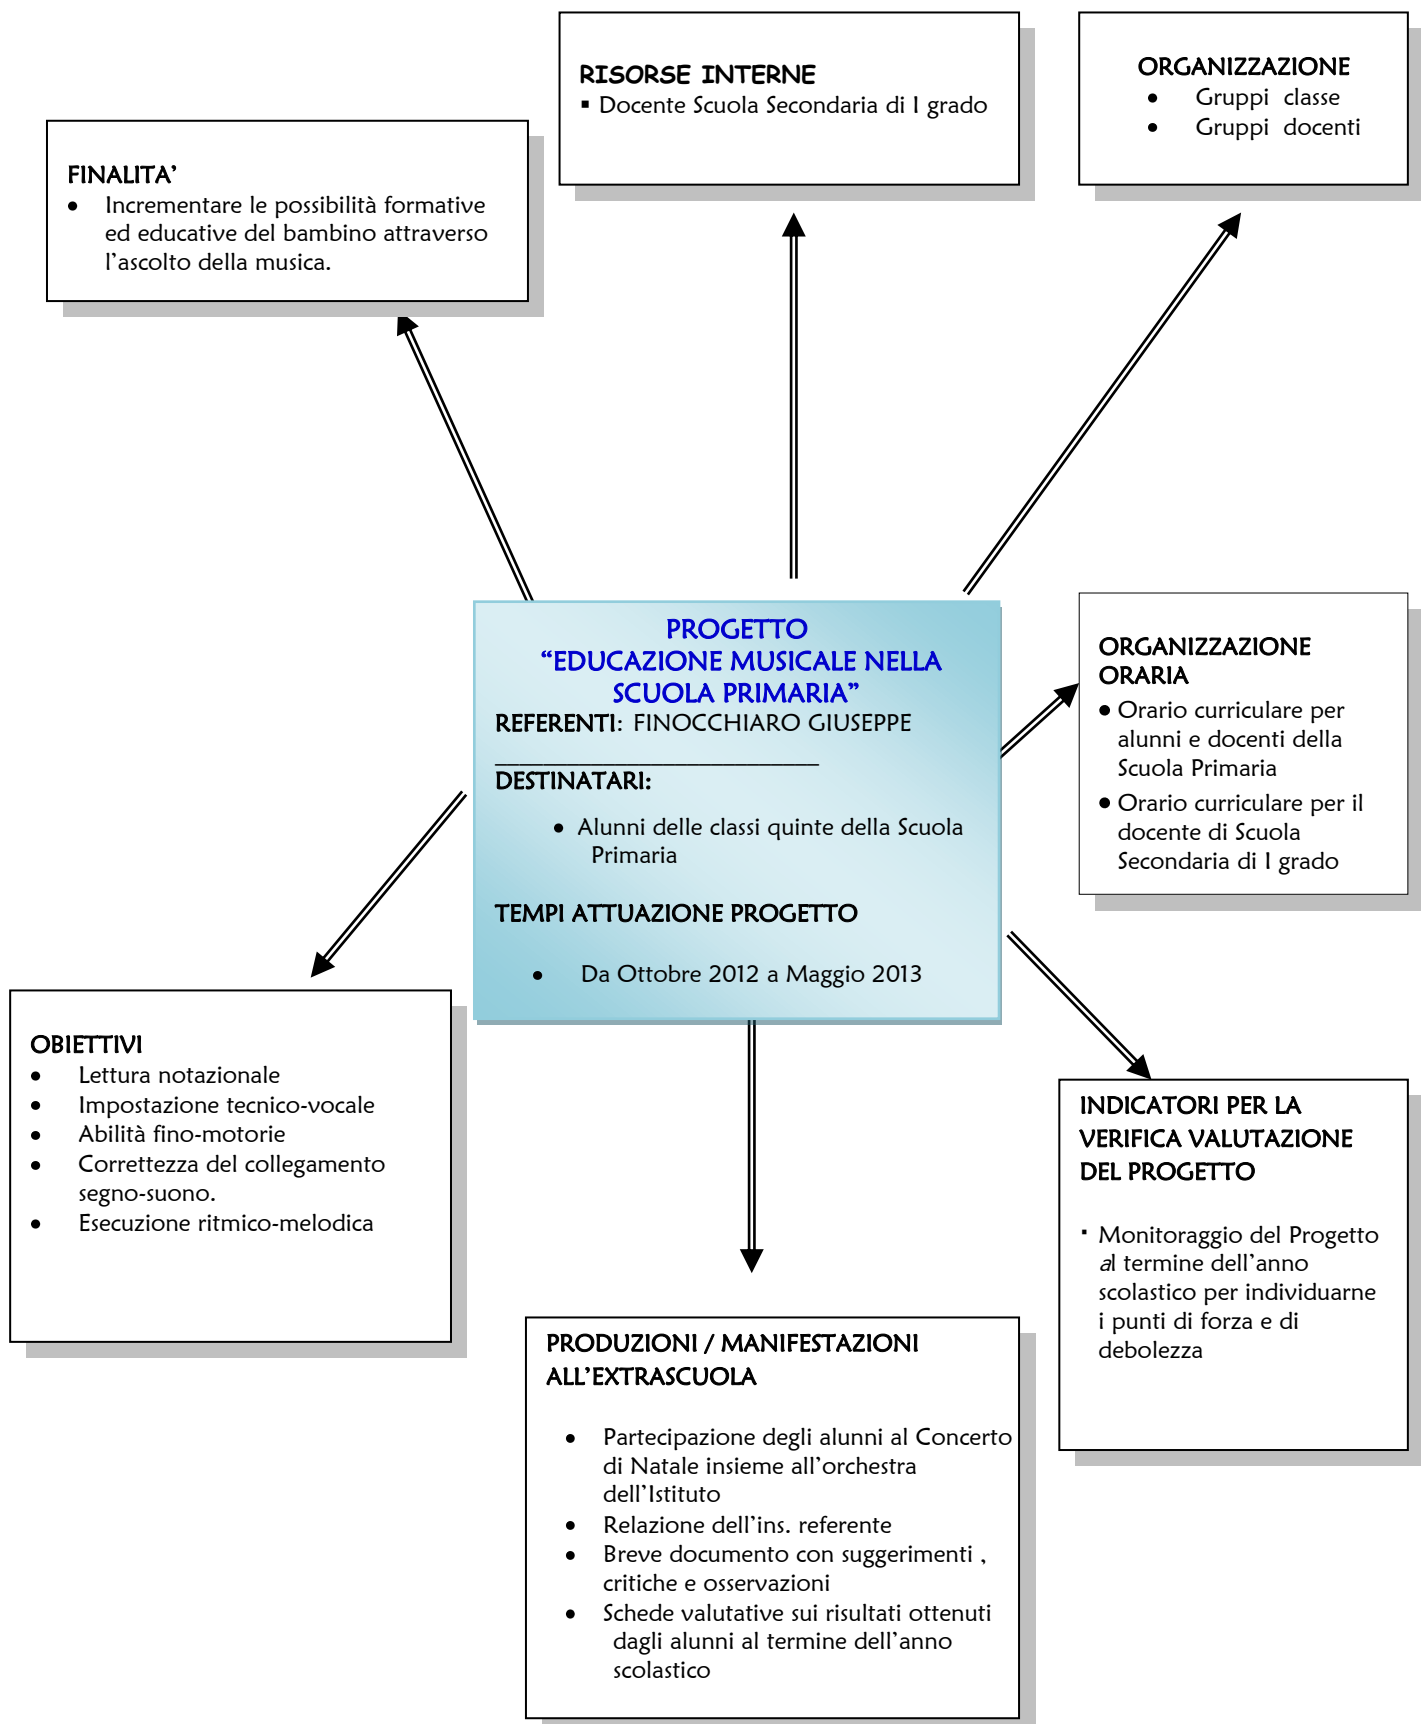 RISORSE INTERNE
▪ Docente Scuola Secondaria di I grado
ORGANIZZAZIONE
• Gruppi classe
• Gruppi docenti
FINALITA’
• Incrementare le possibilità formative
ed educative del bambino attraverso
l’ascolto della musica.
PROGETTO
“EDUCAZIONE MUSICALE NELLA
SCUOLA PRIMARIA”
REFERENTI: FINOCCHIARO GIUSEPPE
___________________________
DESTINATARI:
• Alunni delle classi quinte della Scuola
Primaria
TEMPI ATTUAZIONE PROGETTO
• Da Ottobre 2012 a Maggio 2013
ORGANIZZAZIONE
ORARIA
• Orario curriculare per
alunni e docenti della
Scuola Primaria
• Orario curriculare per il
docente di Scuola
Secondaria di I grado
OBIETTIVI
• Lettura notazionale
• Impostazione tecnico-vocale
• Abilità fino-motorie
• Correttezza del collegamento
segno-suono.
• Esecuzione ritmico-melodica
INDICATORI PER LA
VERIFICA VALUTAZIONE
DEL PROGETTO
▪ Monitoraggio del Progetto
al termine dell’anno
scolastico per individuarne
i punti di forza e di
debolezza
PRODUZIONI / MANIFESTAZIONI
ALL’EXTRASCUOLA
• Partecipazione degli alunni al Concerto
di Natale insieme all’orchestra
dell’Istituto
• Relazione dell’ins. referente
• Breve documento con suggerimenti ,
critiche e osservazioni
• Schede valutative sui risultati ottenuti
dagli alunni al termine dell’anno
scolastico